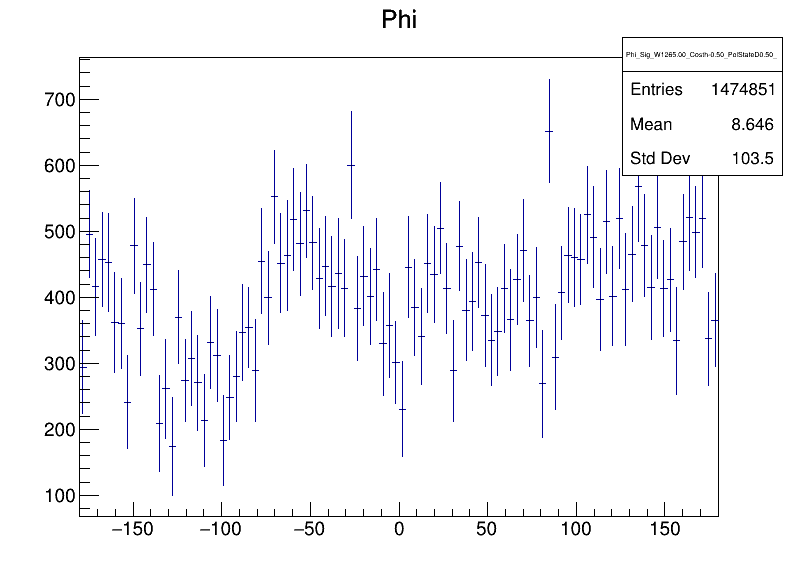 Phi
Phi_Sig_W1265.00_Costh-0.50_PolStateD0.50_
Entries 1474851
Mean 8.646
Std Dev 103.5
700
600
500
400
300
200
100
−150 −100 −50 0 50 100 150